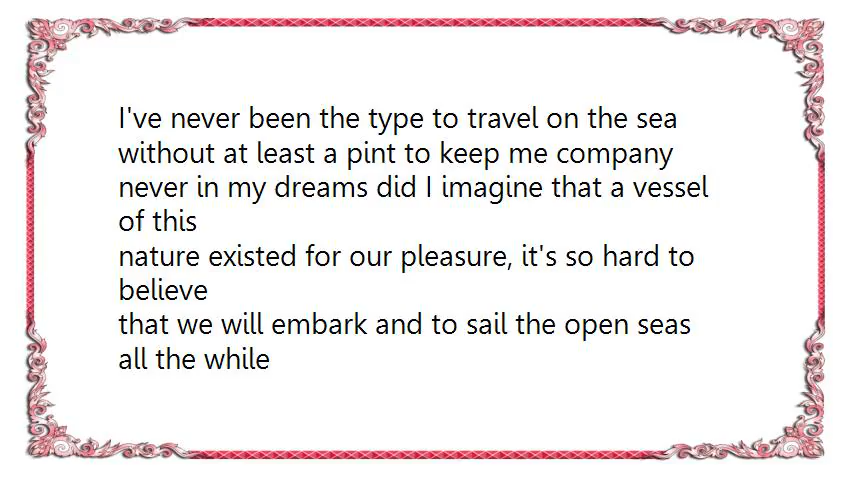 I've never been the type to travel on the sea
without at least a pint to keep me company
never in my dreams did I imagine that a vessel
of this
nature existed for our pleasure, it's so hard to
believe
that we will embark and to sail the open seas
all the while